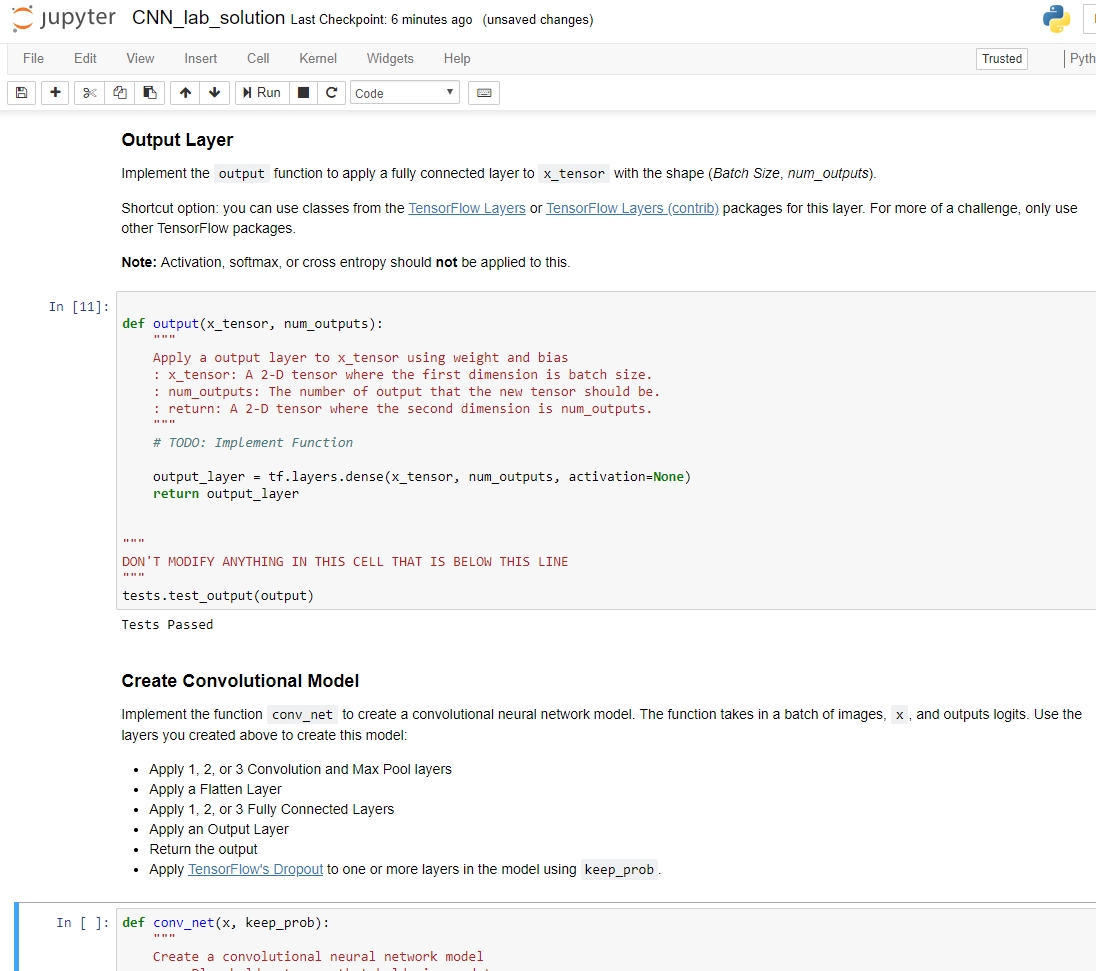 jupyter CNN_lab_solution Last Checkpoint: 6 minutes ago (unsaved changes)
File Edit View Insert Cell Kernel Widgets Help Trusted Pyth
Run Code
Output Layer
Implement the output function to apply a fully connected layer to x_tensor with the shape (Batch Size, num_outputs).
Shortcut option: you can use classes from the TensorFlow Layers or TensorFlow Layers (contrib) packages for this layer. For more of a challenge, only use
other TensorFlow packages.
Note: Activation, softmax, or cross entropy should not be applied to this.
In [11]:
def output(x_tensor, num_outputs):
"""
Apply a output layer to x_tensor using weight and bias
: x_tensor: A 2-D tensor where the first dimension is batch size.
: num_outputs: The number of output that the new tensor should be.
: return: A 2-D tensor where the second dimension is num_outputs.
"""
# TODO: Implement Function
output_layer = tf.layers.dense(x_tensor, num_outputs, activation=None)
return output_layer
"""
DON'T MODIFY ANYTHING IN THIS CELL THAT IS BELOW THIS LINE
"""
tests.test_output(output)
Tests Passed
Create Convolutional Model
Implement the function conv_net to create a convolutional neural network model. The function takes in a batch of images, x, and outputs logits. Use the
layers you created above to create this model:
• Apply 1, 2, or 3 Convolution and Max Pool layers
• Apply a Flatten Layer
• Apply 1, 2, or 3 Fully Connected Layers
• Apply an Output Layer
• Return the output
• Apply TensorFlow's Dropout to one or more layers in the model using keep_prob.
In [ ]: def conv_net(x, keep_prob):
"""
Create a convolutional neural network model